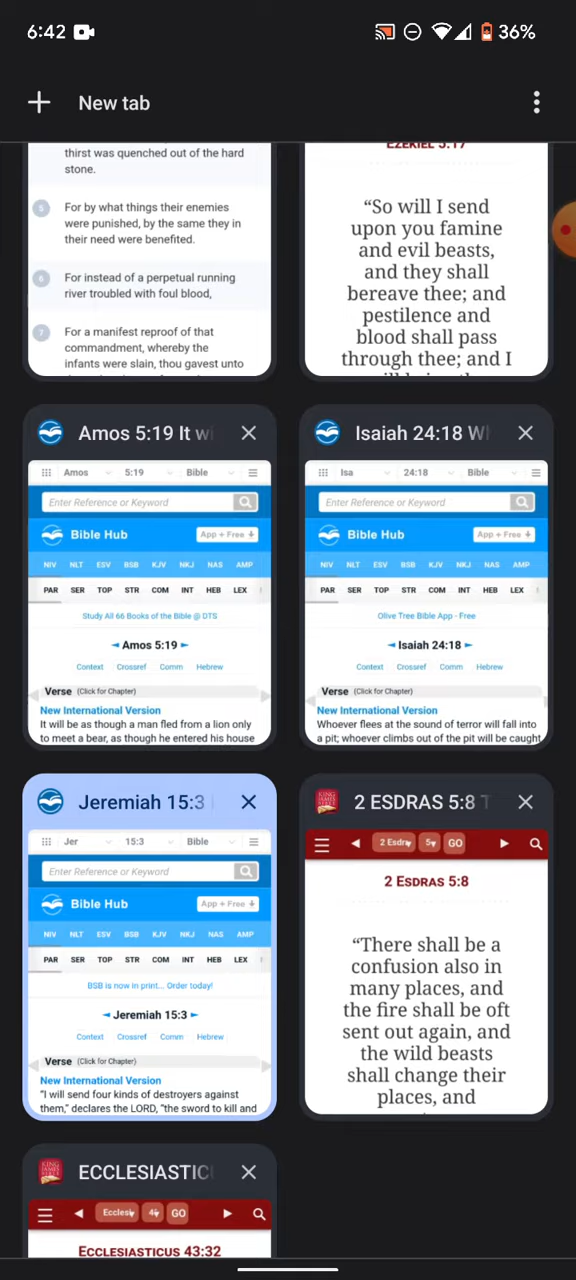 6:42
36%
New tab
thirst was quenched out of the hard
stone.
5 For by what things their enemies
were punished, by the same they in
their need were benefited.
6 For instead of a perpetual running
river troubled with foul blood,
7 For a manifest reproof of that
commandment, whereby the
infants were slain, thou gavest unto
EZEKIEL 5:17
“So will I send
upon you famine
and evil beasts,
and they shall
bereave thee; and
pestilence and
blood shall pass
through thee; and I
Amos 5:19 It wi
Amos 5:19 Bible
Enter Reference or Keyword
Bible Hub App + Free
NIV NLT ESV BSB KJV NKJ NAS AMP
PAR SER TOP STR COM INT HEB LEX
Study All 66 Books of the Bible @ DTS
◄ Amos 5:19 ►
Context Crossref Comm Hebrew
Verse (Click for Chapter)
New International Version
It will be as though a man fled from a lion only
to meet a bear, as though he entered his house
Isaiah 24:18 W
Isa 24:18 Bible
Enter Reference or Keyword
Bible Hub App + Free
NIV NLT ESV BSB KJV NKJ NAS AMP
PAR SER TOP STR COM INT HEB LEX
Olive Tree Bible App - Free
◄ Isaiah 24:18 ►
Context Crossref Comm Hebrew
Verse (Click for Chapter)
New International Version
Whoever flees at the sound of terror will fall into
a pit; whoever climbs out of the pit will be caught
Jeremiah 15:3
Jer 15:3 Bible
Enter Reference or Keyword
Bible Hub App + Free
NIV NLT ESV BSB KJV NKJ NAS AMP
PAR SER TOP STR COM INT HEB LEX
BSB is now in print... Order today!
◄ Jeremiah 15:3 ►
Context Crossref Comm Hebrew
Verse (Click for Chapter)
New International Version
"I will send four kinds of destroyers against
them," declares the LORD, "the sword to kill and
2 ESDRAS 5:8 T
2 Esdr 5 GO
2 ESDRAS 5:8
“There shall be a
confusion also in
many places, and
the fire shall be oft
sent out again, and
the wild beasts
shall change their
places, and
ECCLESIASTIC
Ecclesi 4 GO
ECCLESIASTICUS 43:32